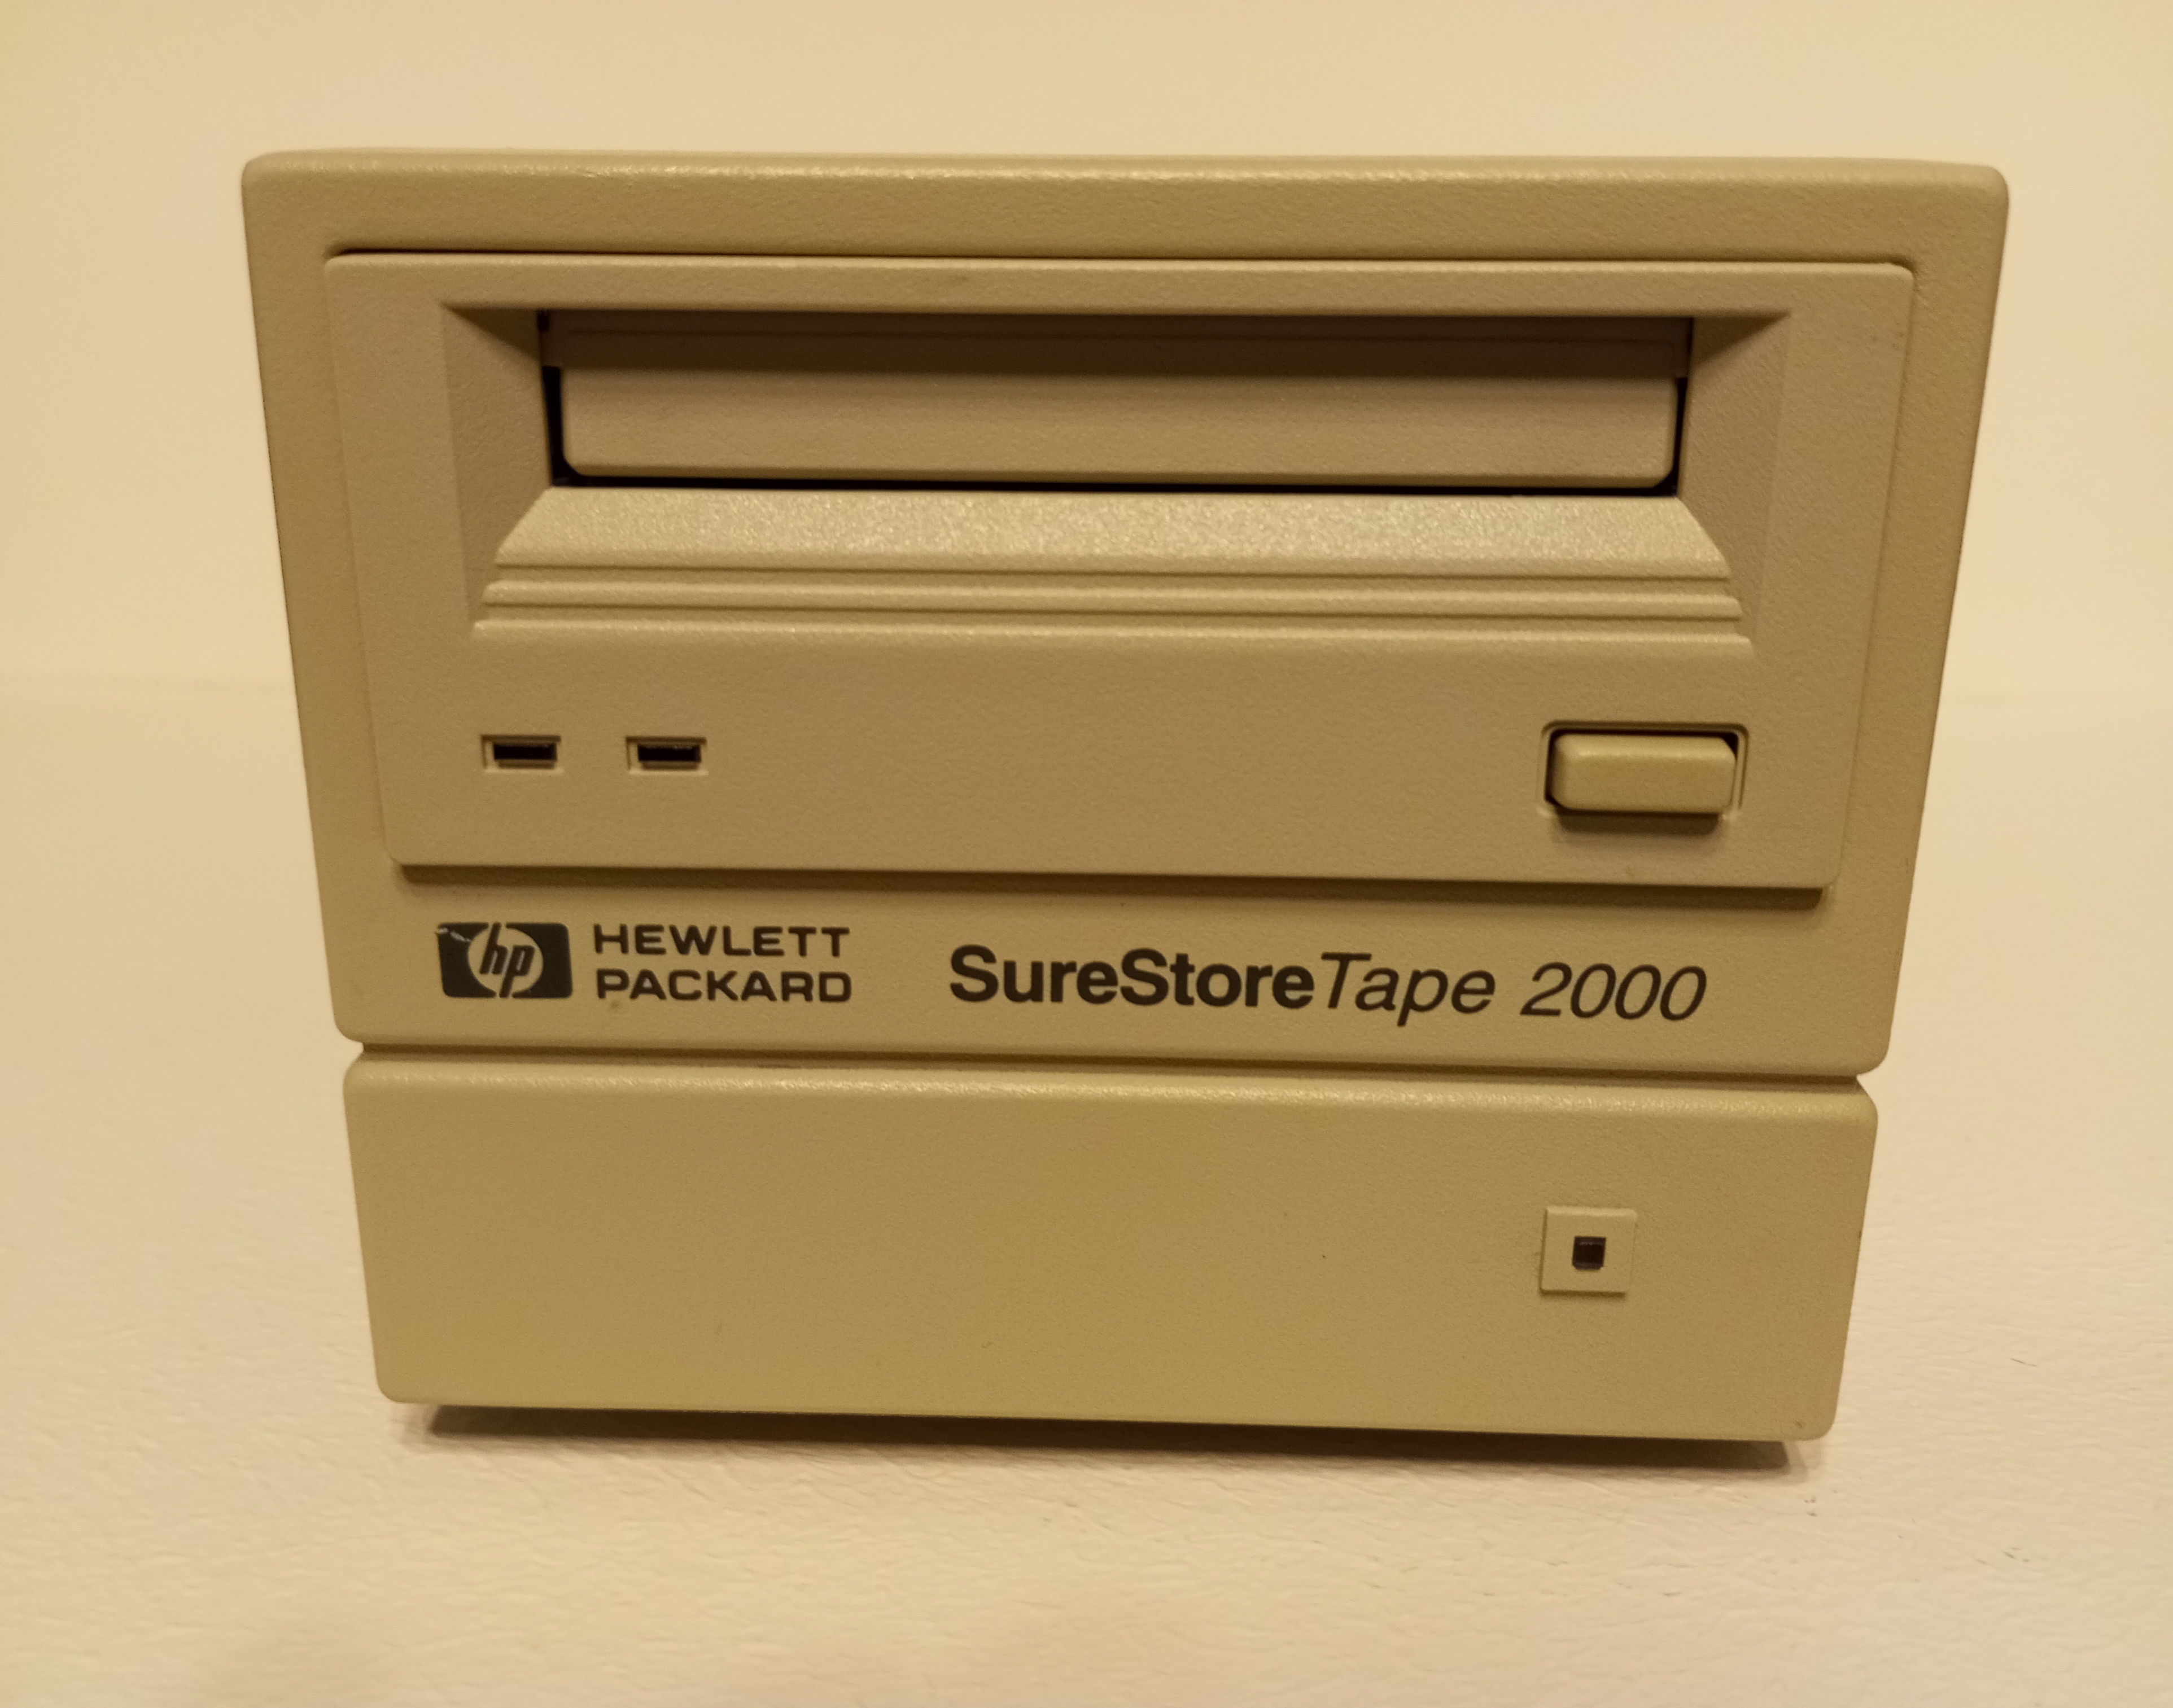 hp HEWLETT
PACKARD
SureStoreTape 2000